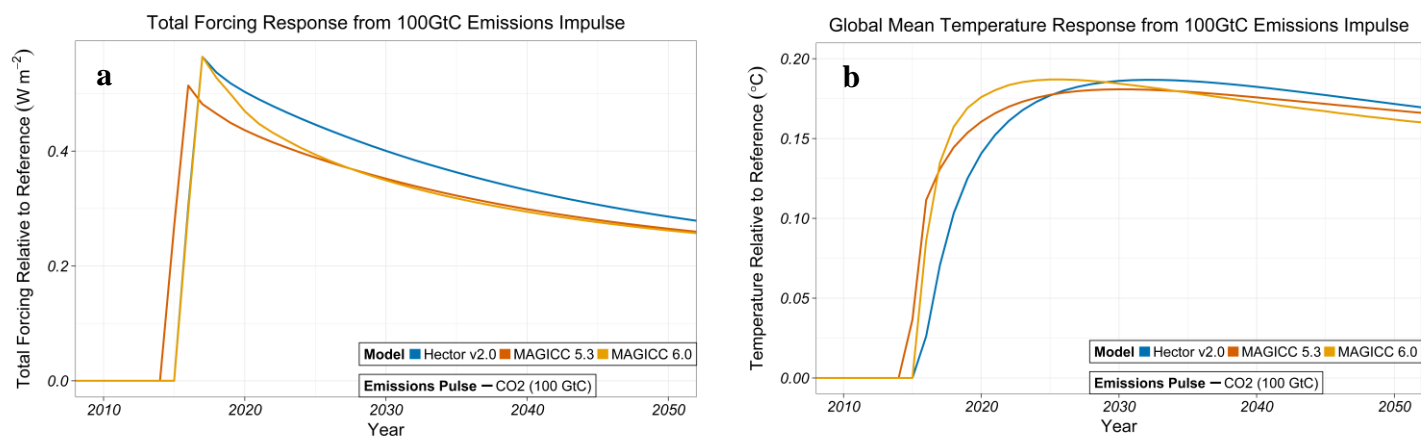 Total Forcing Response from 100GtC Emissions Impulse
a
Total Forcing Relative to Reference (W m⁻²)
0.4
0.2
0.0
Model Hector v2.0 MAGICC 5.3 MAGICC 6.0
Emissions Pulse CO2 (100 GtC)
2010 2020 2030 2040 2050
Year
Global Mean Temperature Response from 100GtC Emissions Impulse
b
Temperature Relative to Reference (°C)
0.20
0.15
0.10
0.05
0.00
Model Hector v2.0 MAGICC 5.3 MAGICC 6.0
Emissions Pulse CO2 (100 GtC)
2010 2020 2030 2040 2050
Year